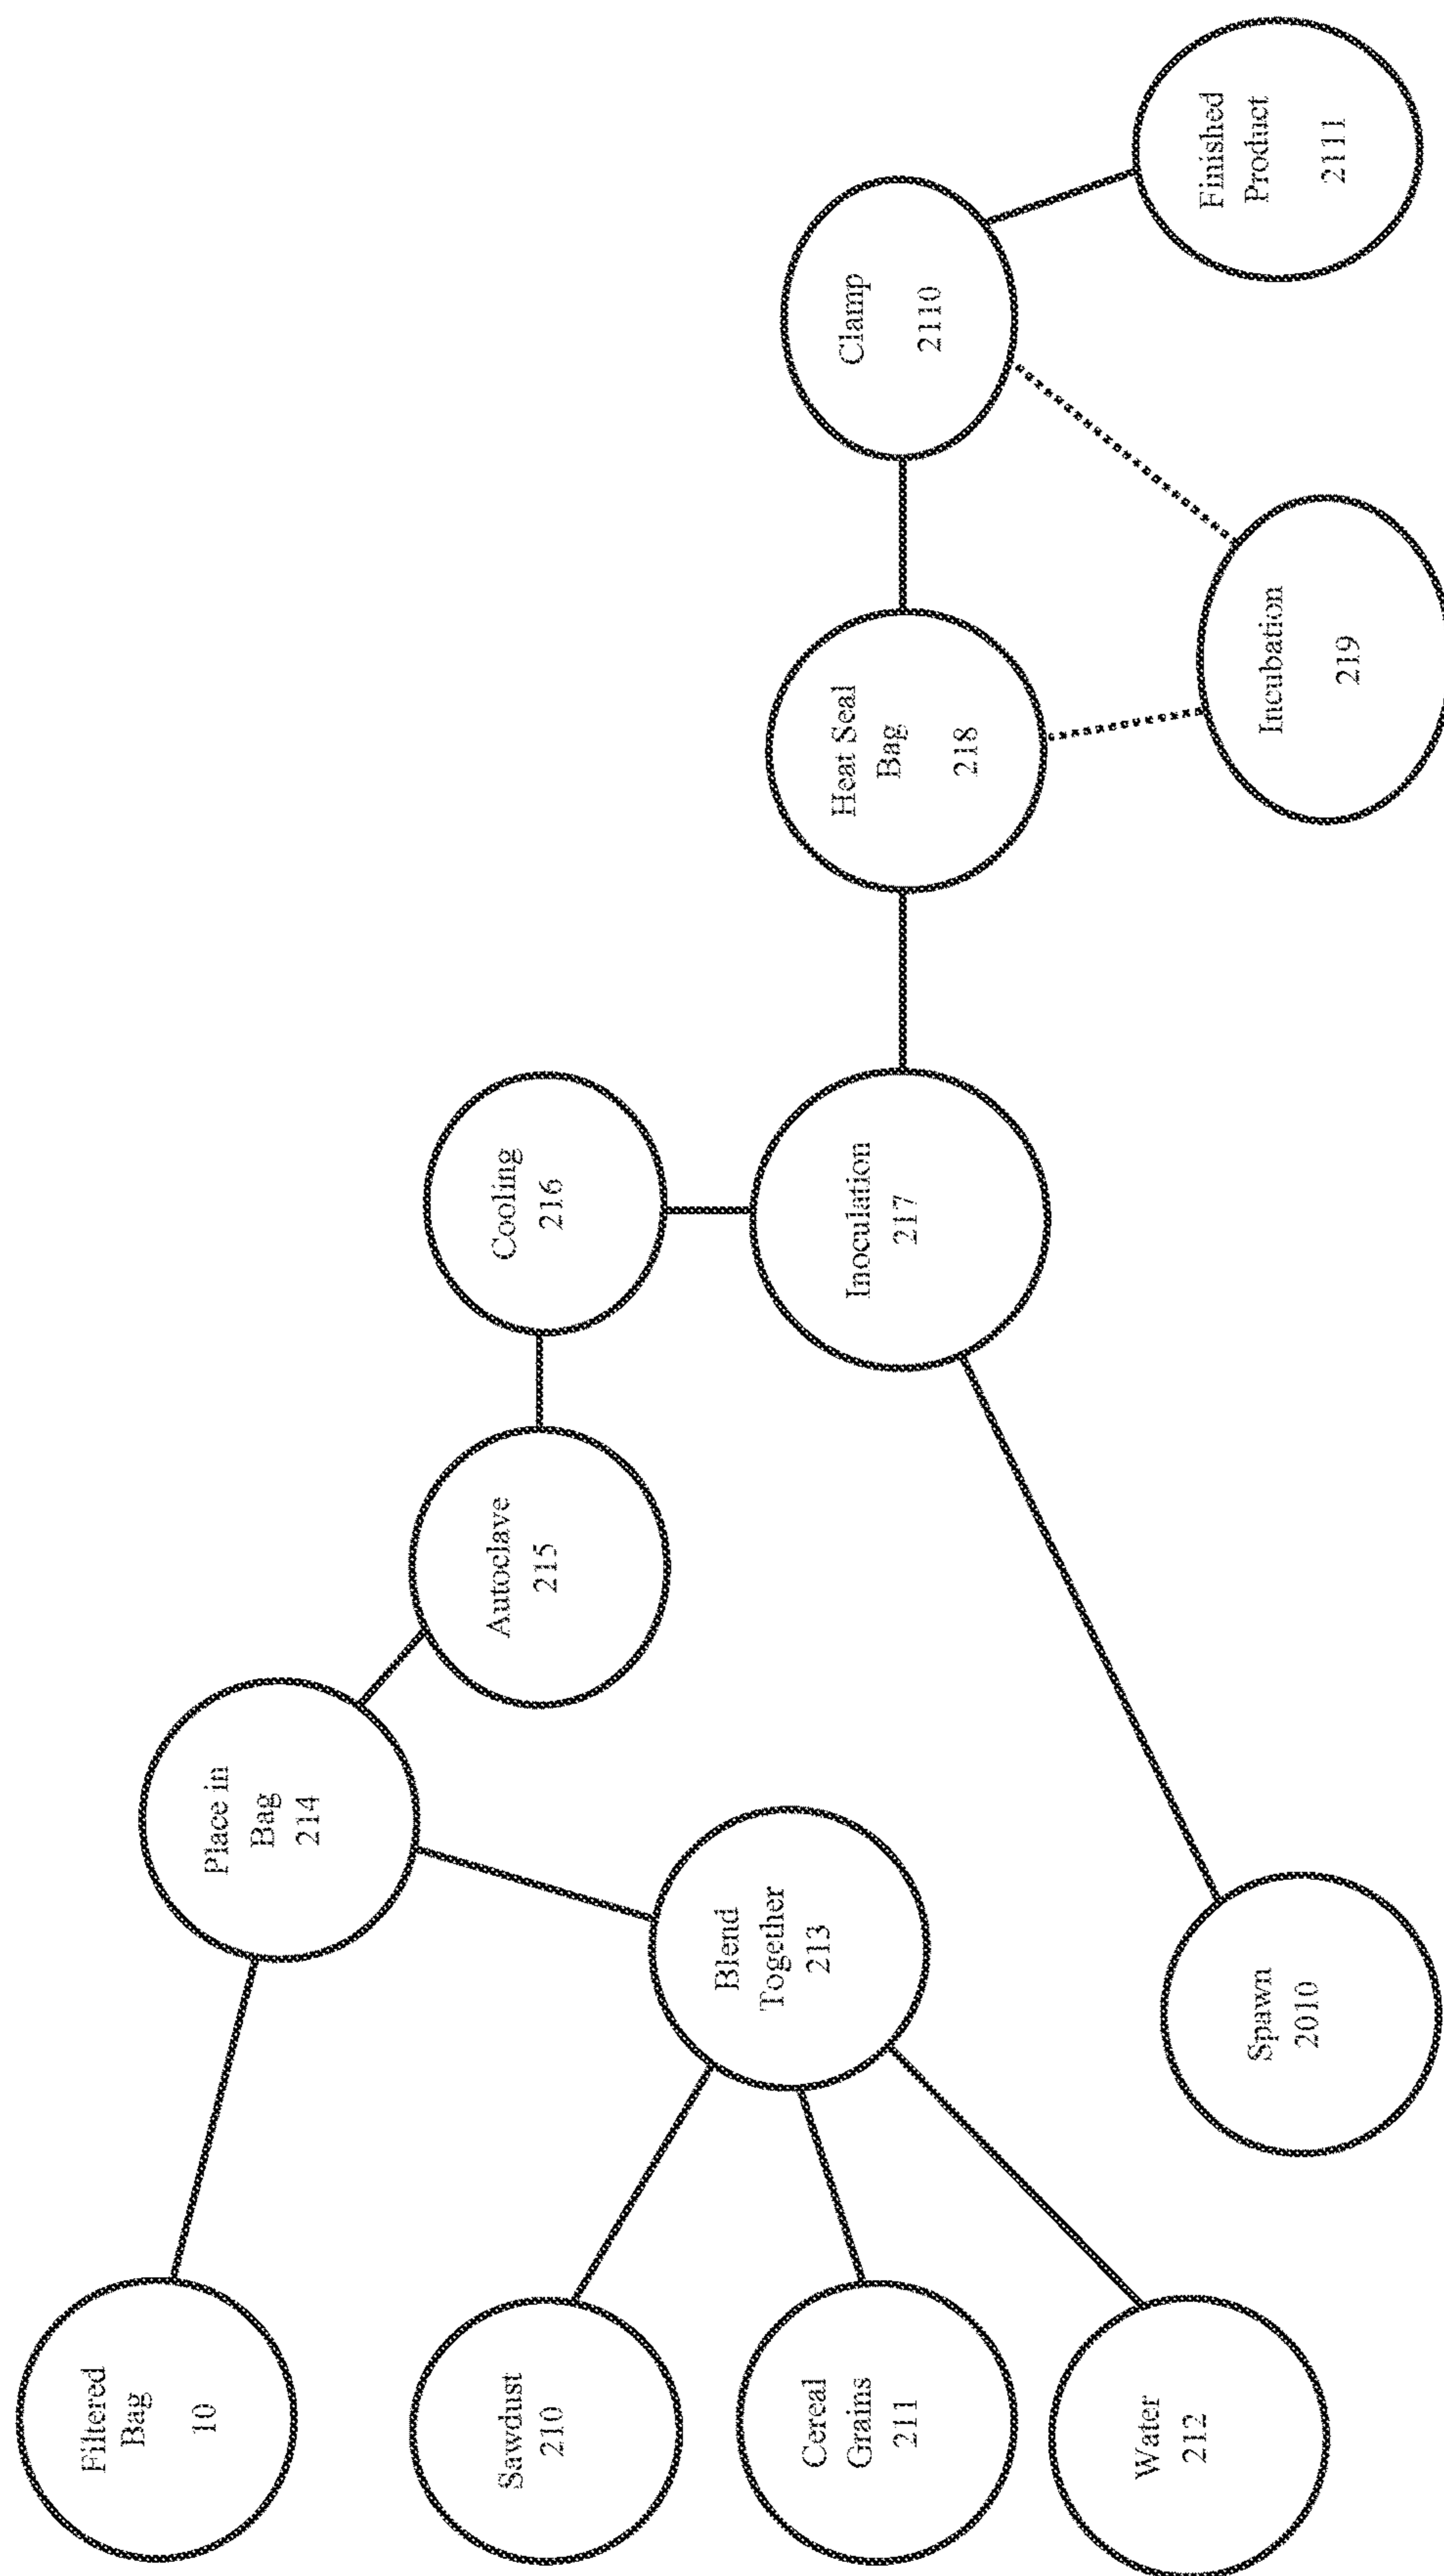 Filtered
Bag
10
Sawdust
210
Cereal
Grains
211
Water
212
Place in
Bag
214
Blend
Together
213
Spawn
2010
Autoclave
215
Cooling
216
Inoculation
217
Heat Seal
Bag
218
Incubation
219
Clamp
2110
Finished
Product
2111